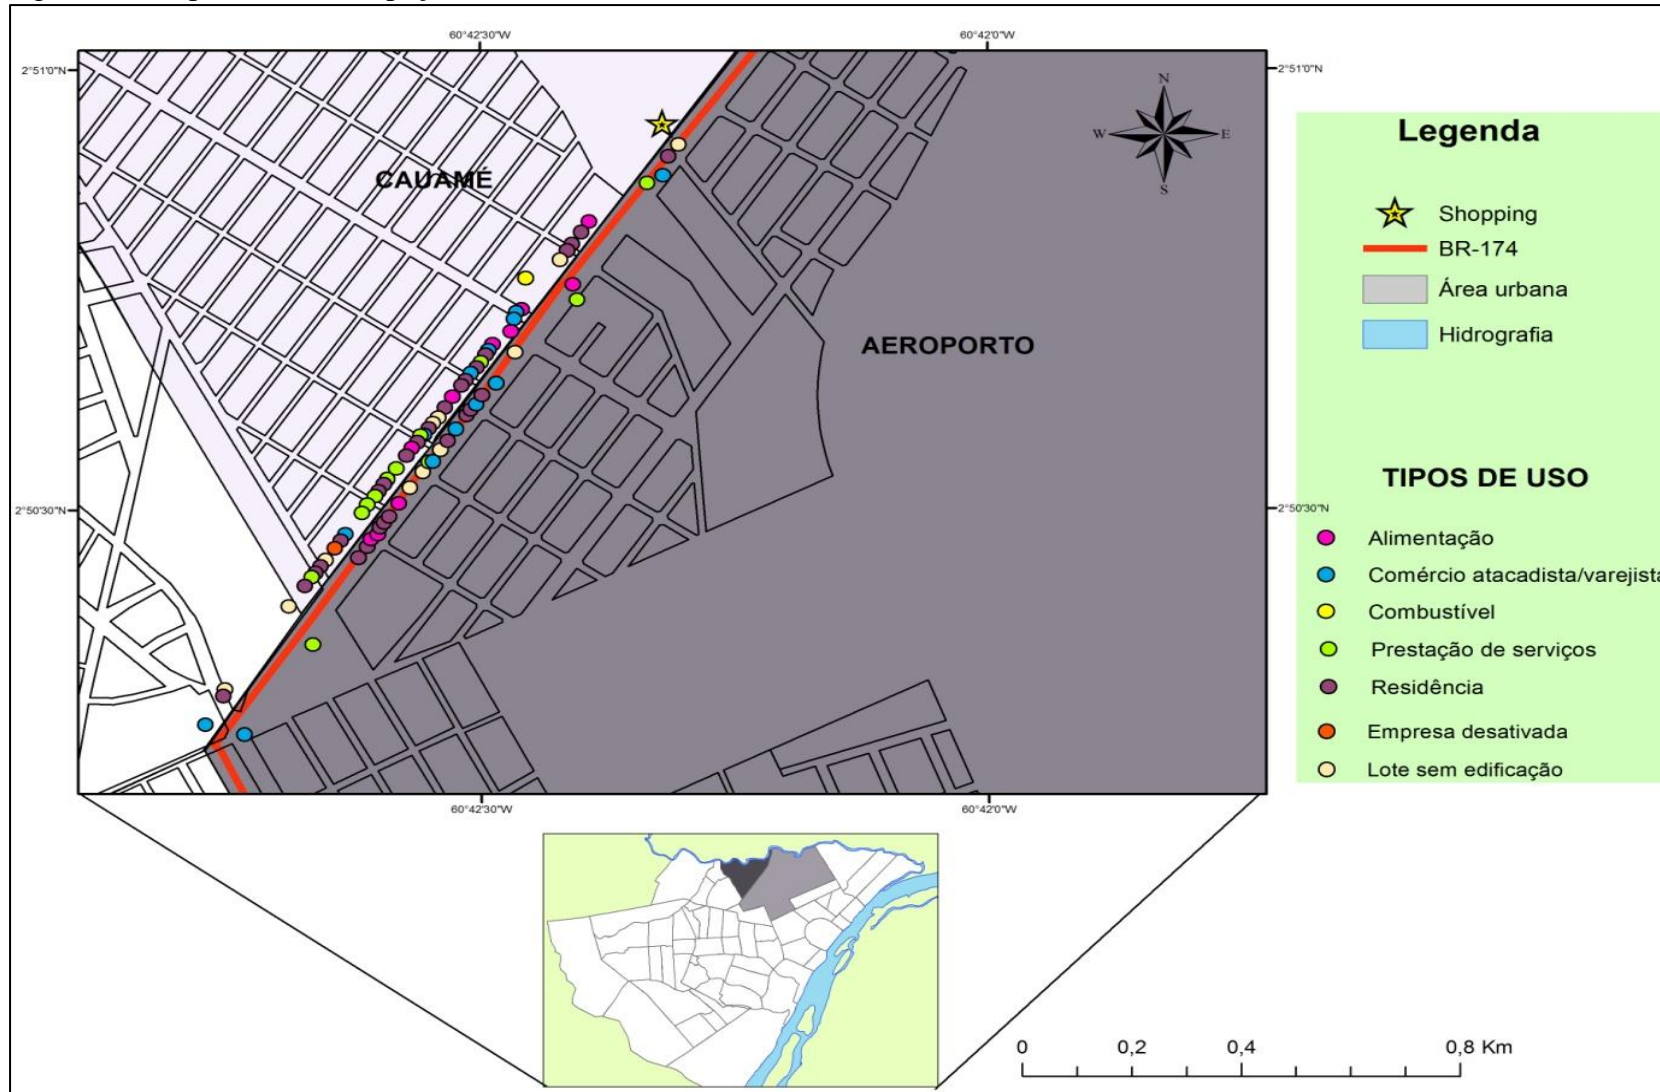 60°42'30"W
60°42'0"W
2°51'0"N
2°51'0"N
N
W
E
S
CAUAMÉ
AEROPORTO
2°50'30"N
2°50'30"N
60°42'30"W
60°42'0"W
Legenda
Shopping
BR-174
Área urbana
Hidrografia
TIPOS DE USO
Alimentação
Comércio atacadista/varejista
Combustível
Prestação de serviços
Residência
Empresa desativada
Lote sem edificação
0
0,2
0,4
0,8 Km